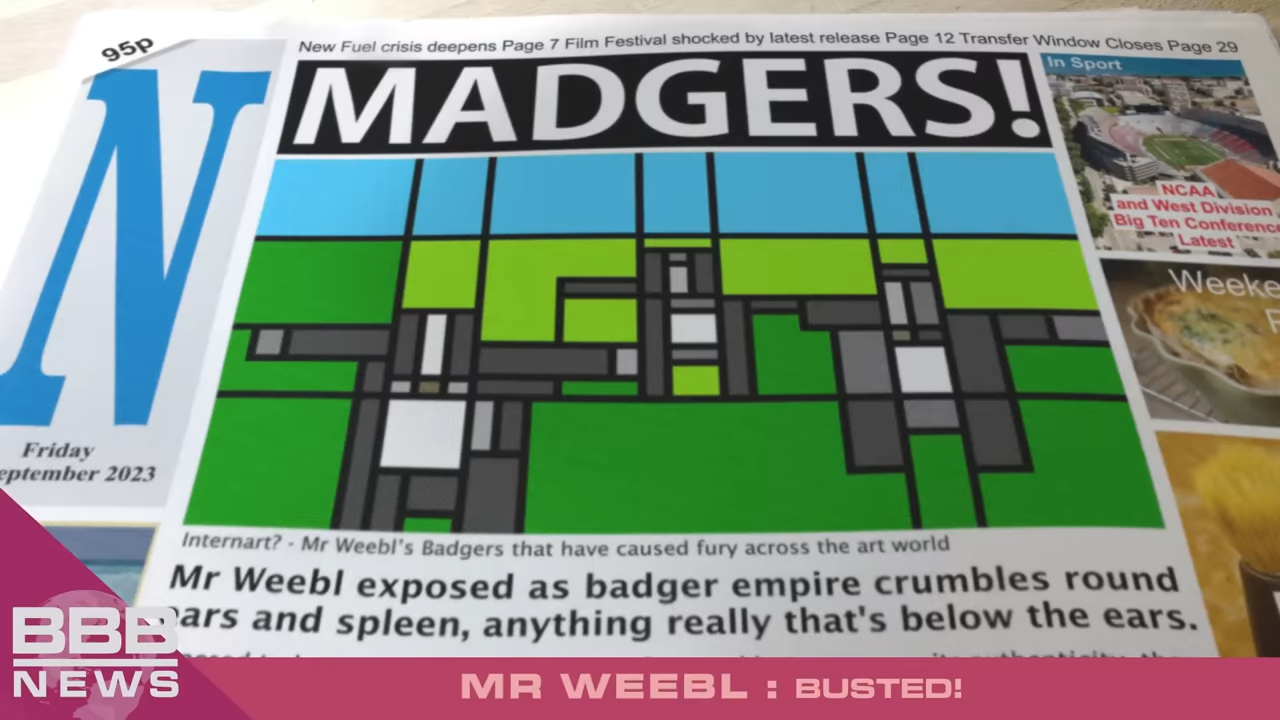 95p
New Fuel crisis deepens Page 7 Film Festival shocked by latest release Page 12 Transfer Window Closes Page 29
N
MADGERS!
In Sport
NCAA
and West Division
Big Ten Conference
Latest
Weeke
Friday
eptember 2023
Internart? - Mr Weebl's Badgers that have caused fury across the art world
Mr Weebl exposed as badger empire crumbles round
ears and spleen, anything really that's below the ears.
BBB
NEWS
MR WEEBL : BUSTED!